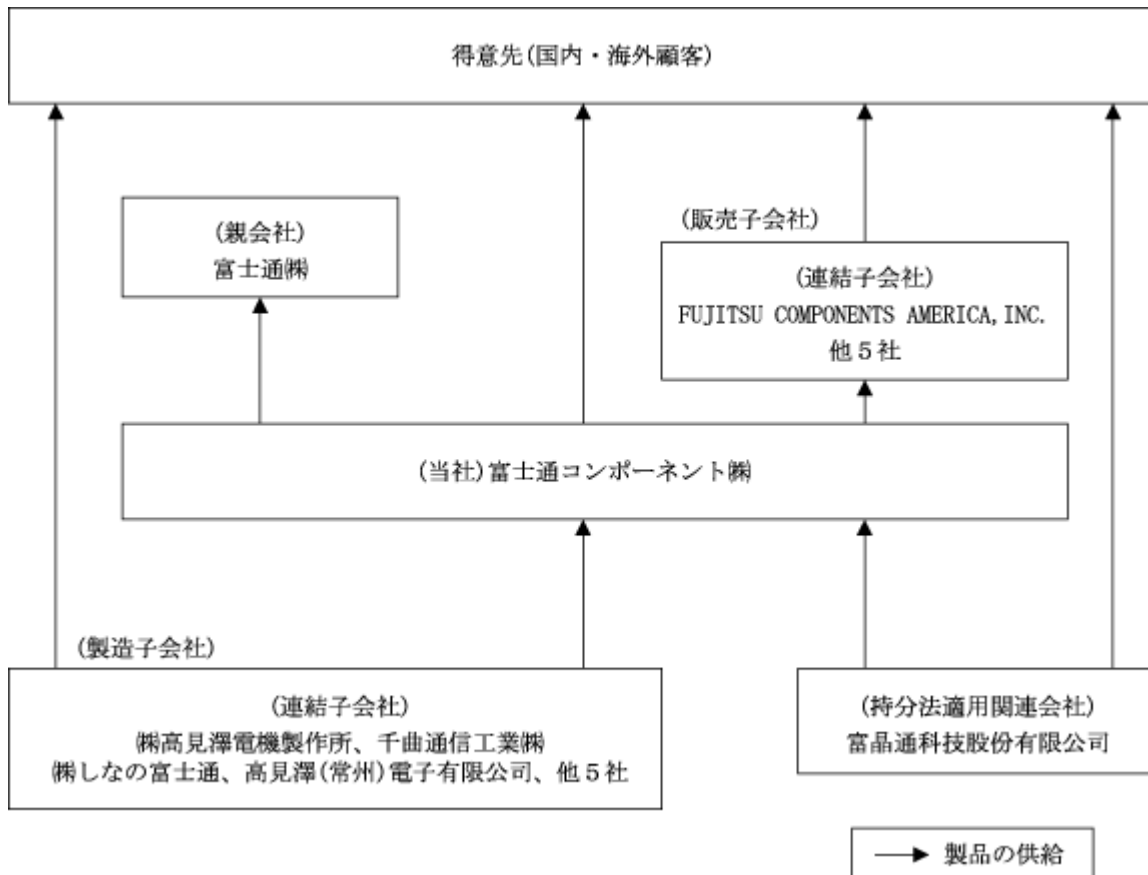 得意先(国内・海外顧客)
(親会社)
富士通㈱
(販売子会社)
(連結子会社)
FUJITSU COMPONENTS AMERICA,INC.
他５社
(当社)富士通コンポーネント㈱
(製造子会社)
(連結子会社)
㈱高見澤電機製作所、千曲通信工業㈱
㈱しなの富士通、高見澤(常州)電子有限公司、他５社
(持分法適用関連会社)
富晶通科技股份有限公司
製品の供給